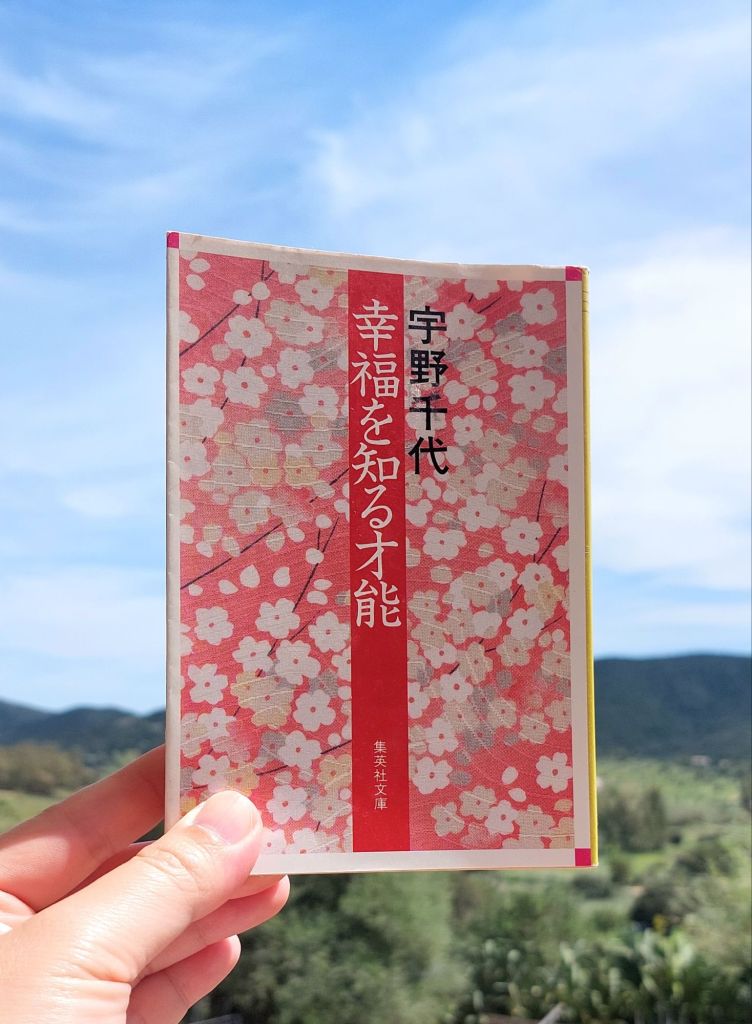 宇野千代
幸福を知る才能
集英社文庫